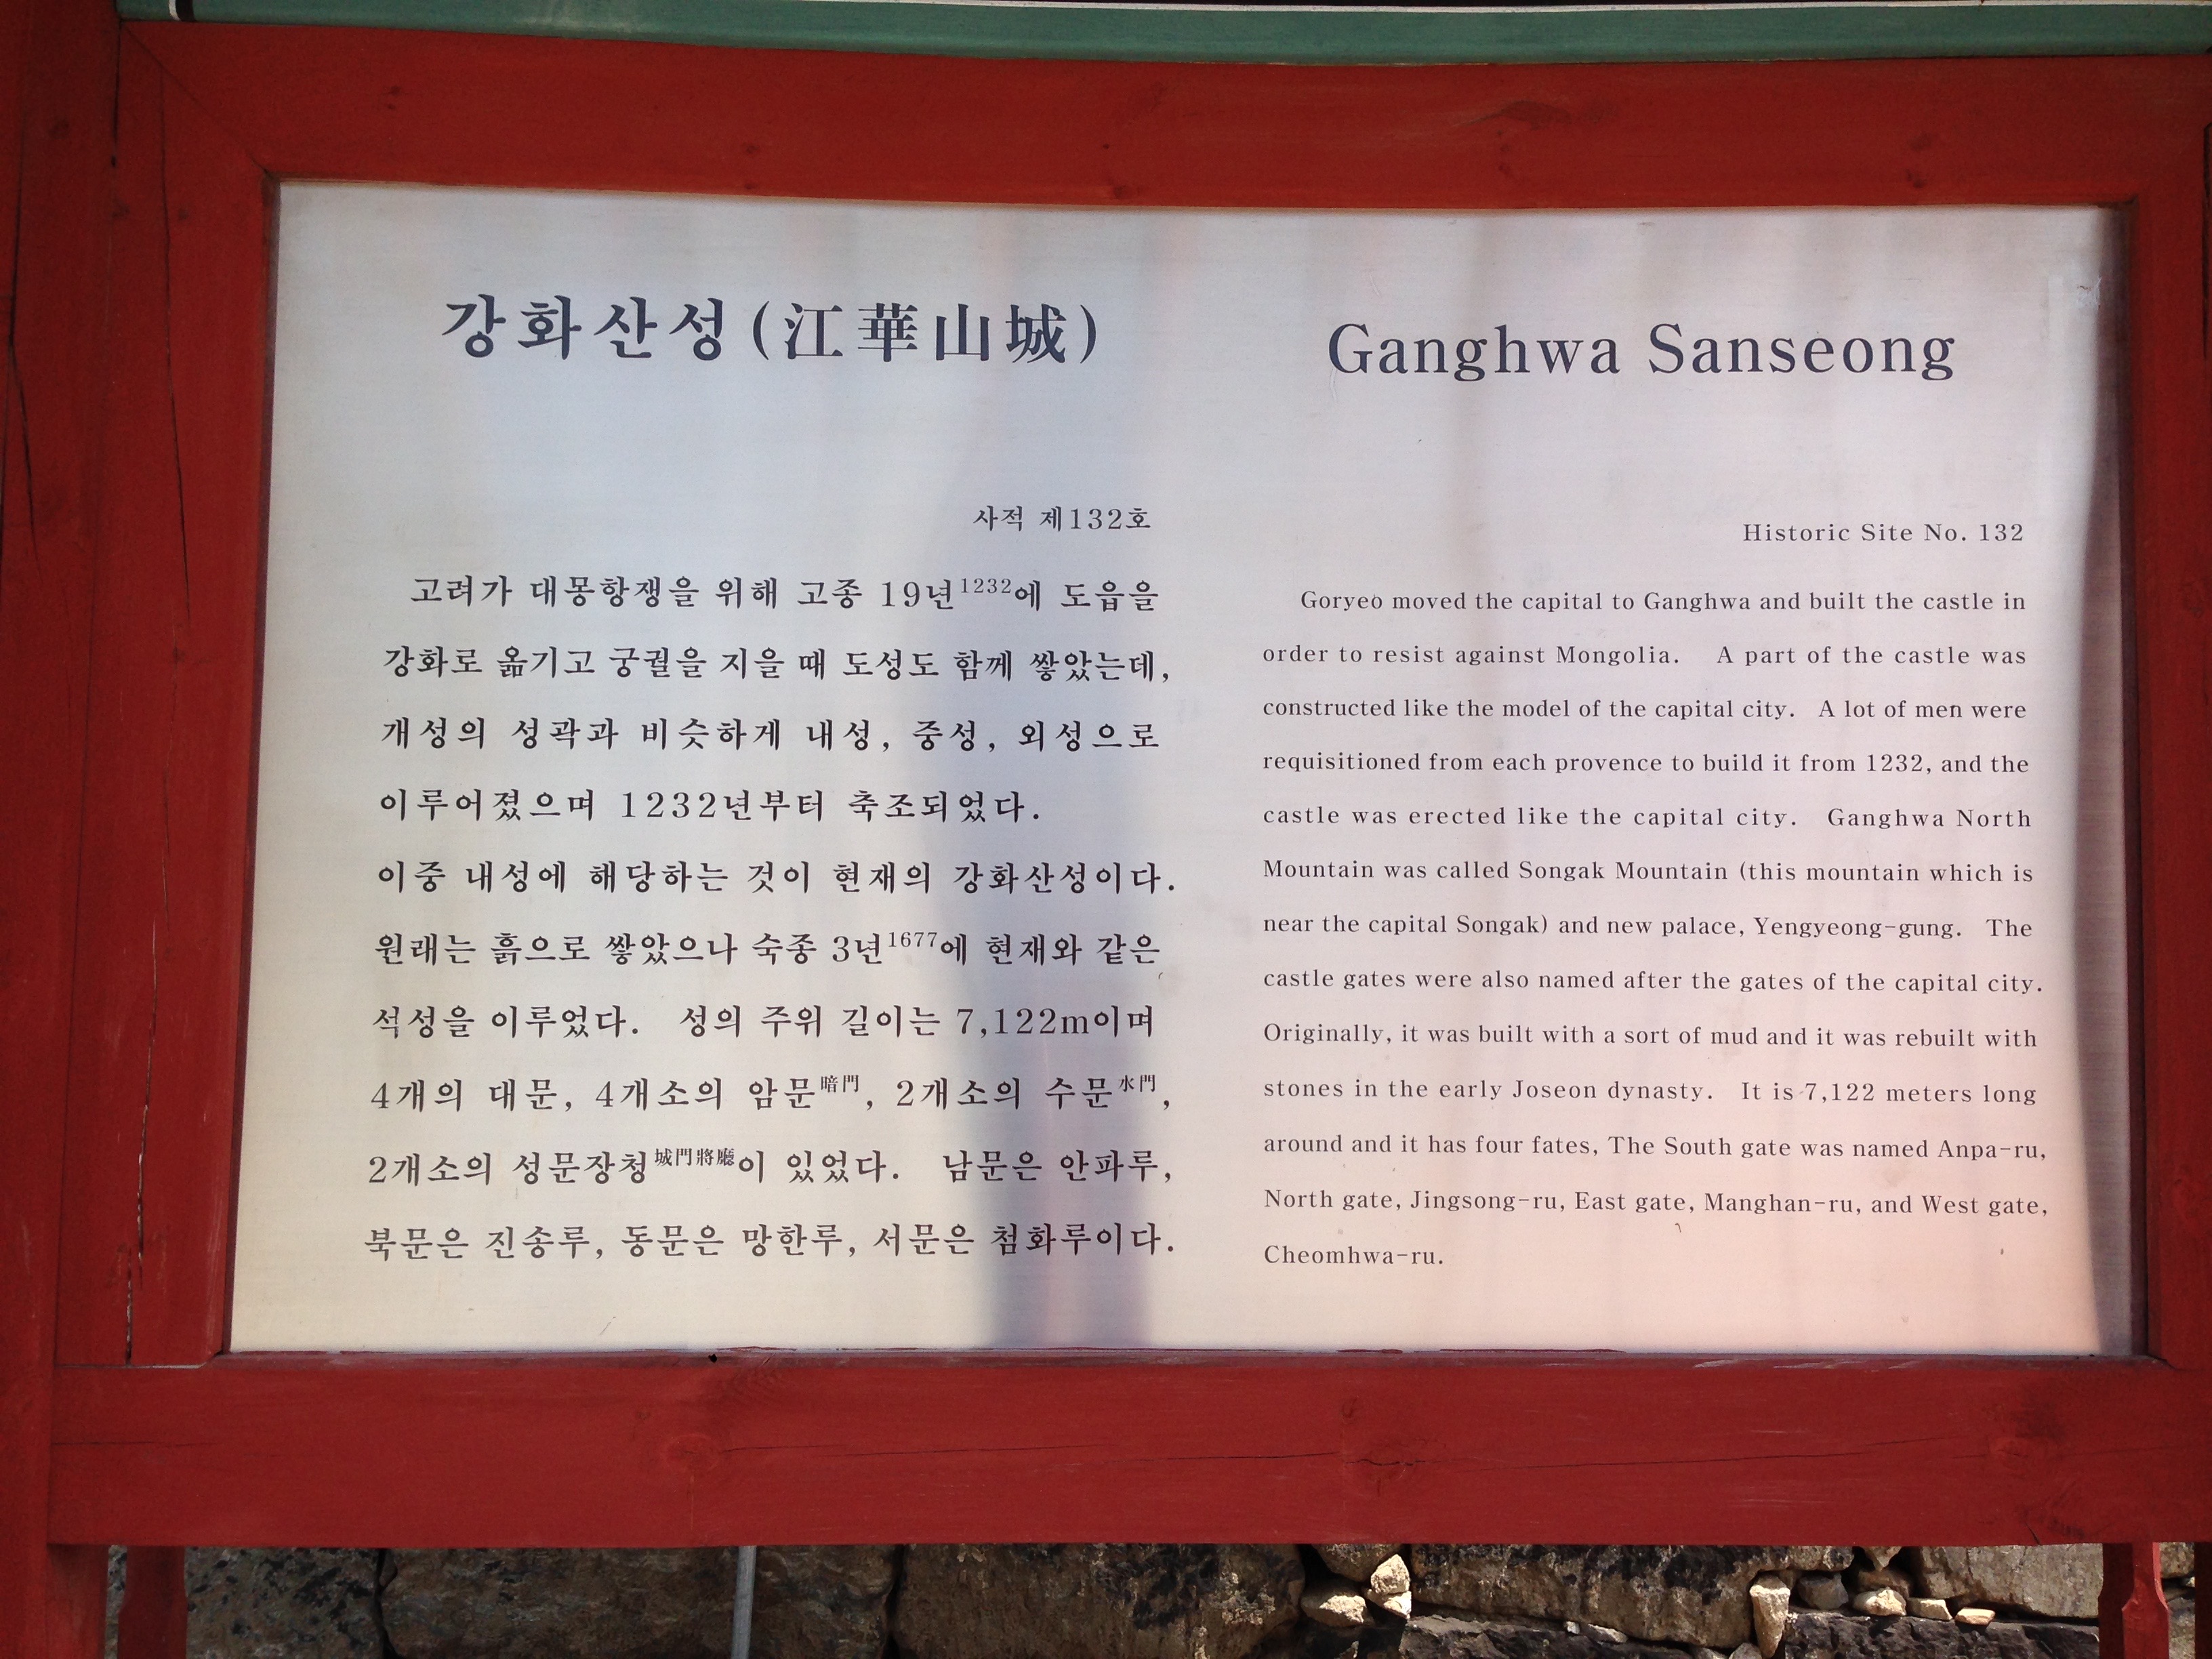 강화산성(江華山城)
사적 제132호
고려가 대몽항쟁을 위해 고종 19년1232에 도읍을
강화로 옮기고 궁궐을 지을 때 도성도 함께 쌓았는데,
개성의 성곽과 비슷하게 내성, 중성, 외성으로
이루어졌으며 1232년부터 축조되었다.
이중 내성에 해당하는 것이 현재의 강화산성이다.
원래는 흙으로 쌓았으나 숙종 3년1677에 현재와 같은
석성을 이루었다. 성의 주위 길이는 7,122m이며
4개의 대문, 4개소의 암문暗門, 2개소의 수문水門,
2개소의 성문장청城門將廳이 있었다. 남문은 안파루,
북문은 진송루, 동문은 망한루, 서문은 첨화루이다.
Ganghwa Sanseong
Historic Site No. 132
Goryeo moved the capital to Ganghwa and built the castle in
order to resist against Mongolia. A part of the castle was
constructed like the model of the capital city. A lot of men were
requisitioned from each provence to build it from 1232, and the
castle was erected like the capital city. Ganghwa North
Mountain was called Songak Mountain (this mountain which is
near the capital Songak) and new palace, Yengyeong-gung. The
castle gates were also named after the gates of the capital city.
Originally, it was built with a sort of mud and it was rebuilt with
stones in the early Joseon dynasty. It is 7,122 meters long
around and it has four fates, The South gate was named Anpa-ru,
North gate, Jingsong-ru, East gate, Manghan-ru, and West gate,
Cheomhwa-ru.